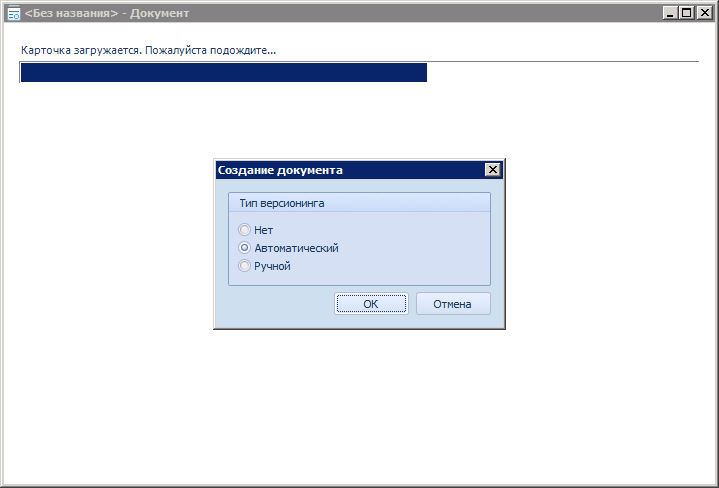 <Без названия> - Документ
Карточка загружается. Пожалуйста подождите...
Создание документа
Тип версионинга
Нет
Автоматический
Ручной
OK
Отмена